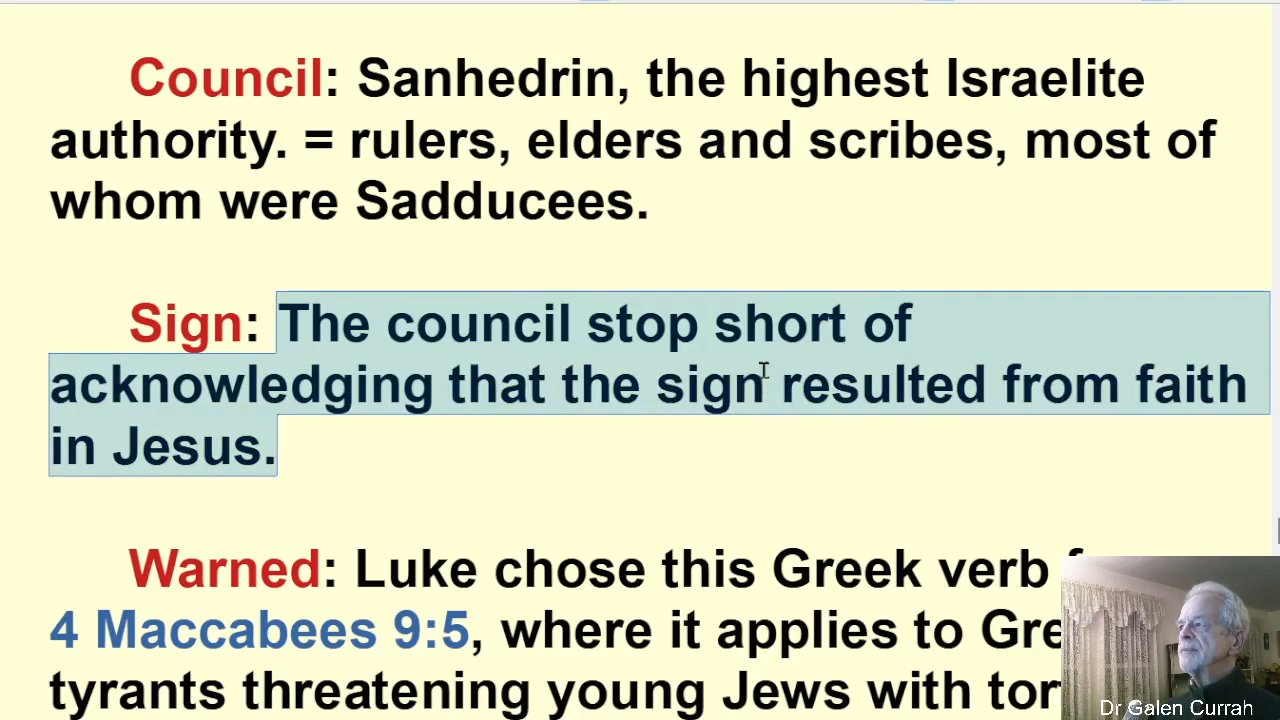 Council: Sanhedrin, the highest Israelite
authority. = rulers, elders and scribes, most of
whom were Sadducees.
Sign: The council stop short of
acknowledging that the sign resulted from faith
in Jesus.
Warned: Luke chose this Greek verb
4 Maccabees 9:5, where it applies to
tyrants threatening young Jews with
Dr Galen Currah